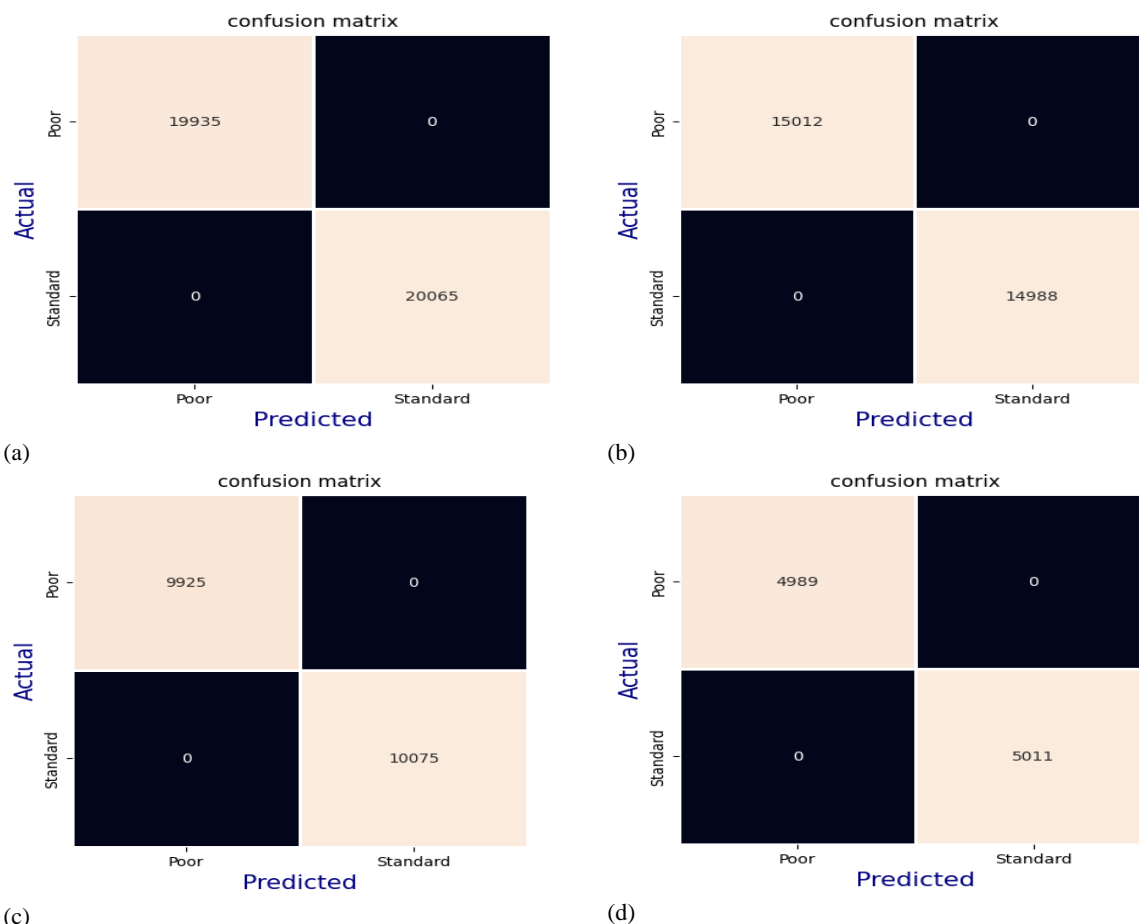 confusion matrix
Poor
19935
0
Actual
Standard
0
20065
Poor
Standard
Predicted
(a)
confusion matrix
Poor
15012
0
Actual
Standard
0
14988
Poor
Standard
Predicted
(b)
confusion matrix
Poor
9925
0
Actual
Standard
0
10075
Poor
Standard
Predicted
(c)
confusion matrix
Poor
4989
0
Actual
Standard
0
5011
Poor
Standard
Predicted
(d)